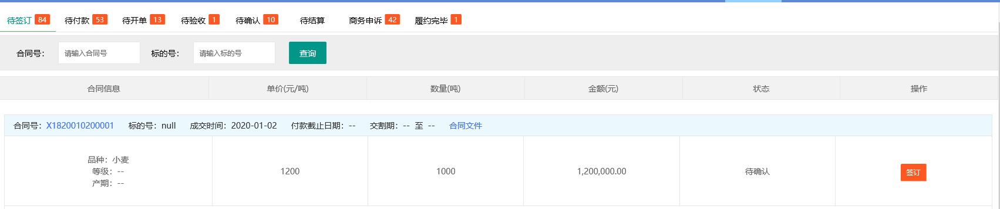 待签订 84 待付款 53 待开单 13 待验收 1 待确认 10 待结算 商务申诉 42 履约完毕 1
合同号： 请输入合同号 标的号： 请输入标的号 查询
合同信息 单价(元/吨) 数量(吨) 金额(元) 状态 操作
合同号：X1820010200001 标的号：null 成交时间：2020-01-02 付款截止日期：-- 交割期：-- 至 -- 合同文件
品种：小麦
等级：-- 1200 1000 1,200,000.00 待确认 签订
产期：--